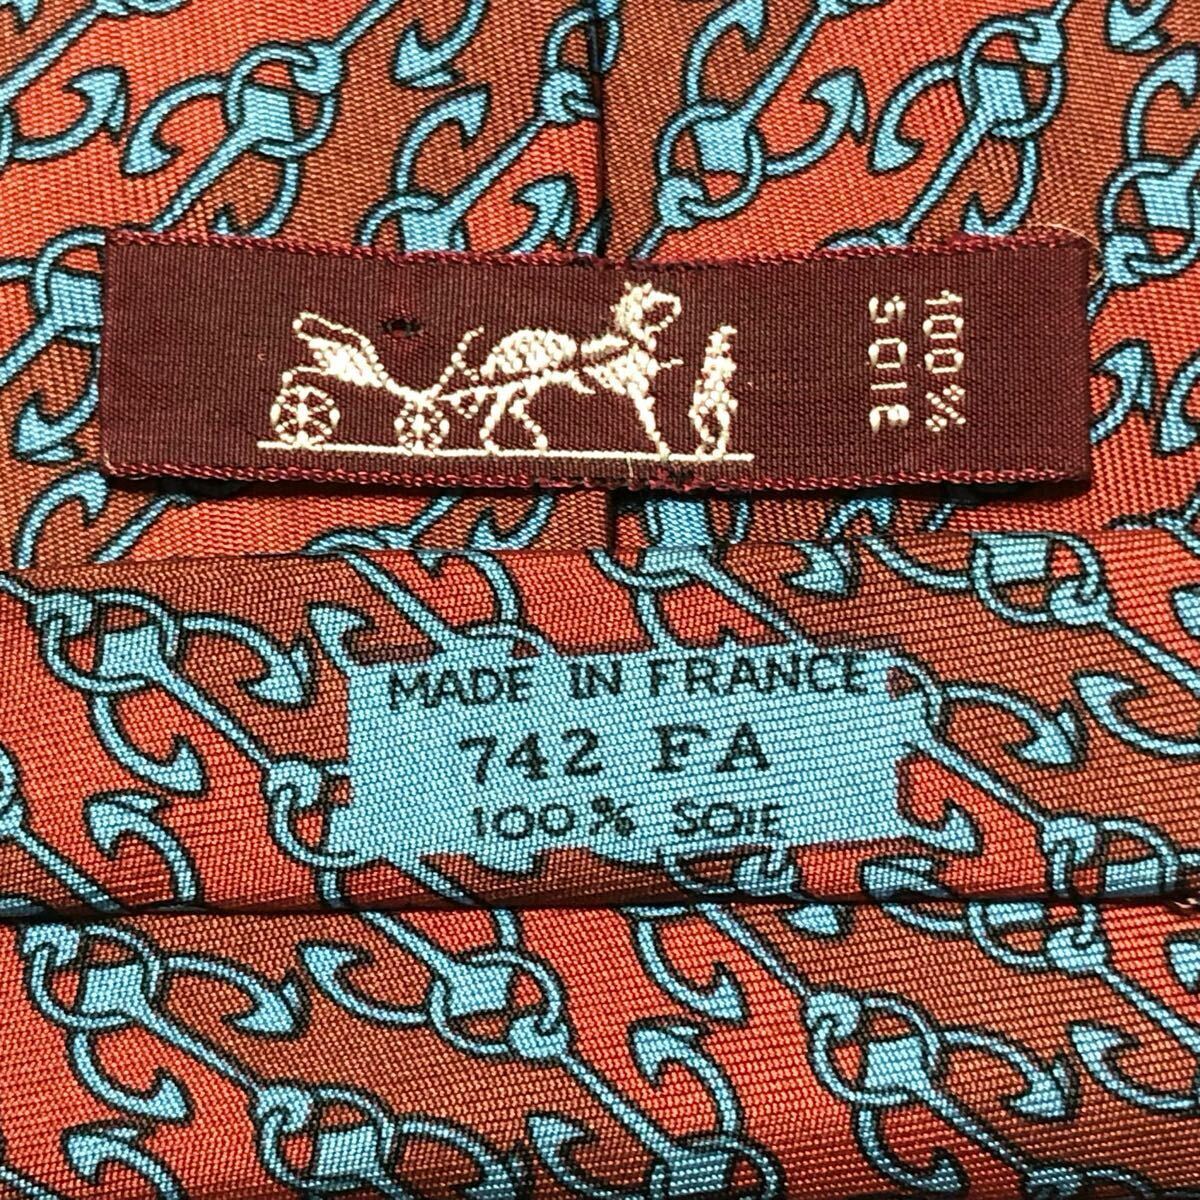 100%
SOIE
MADE IN FRANCE
742 FA
100% SOIE